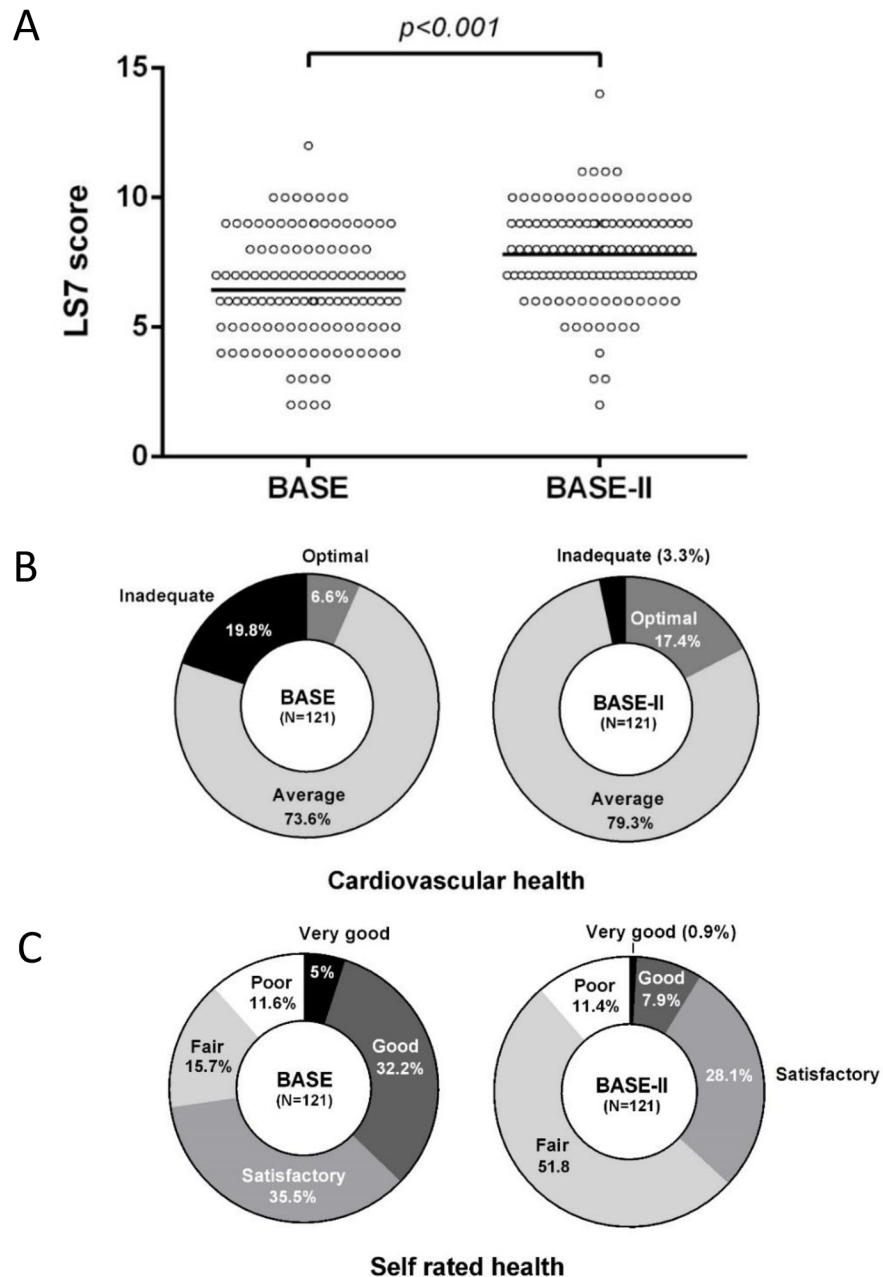 A
p<0.001
15
10
5
0
LS7 score
BASE
BASE-II
B
Optimal
Inadequate
6.6%
19.8%
BASE
(N=121)
Average
73.6%
Inadequate (3.3%)
Optimal
17.4%
BASE-II
(N=121)
Average
79.3%
Cardiovascular health
C
Very good
5%
Poor
11.6%
Good
32.2%
Fair
15.7%
BASE
(N=121)
Satisfactory
35.5%
Very good (0.9%)
Good
7.9%
Poor
11.4%
28.1%
Satisfactory
BASE-II
(N=121)
Fair
51.8
Self rated health